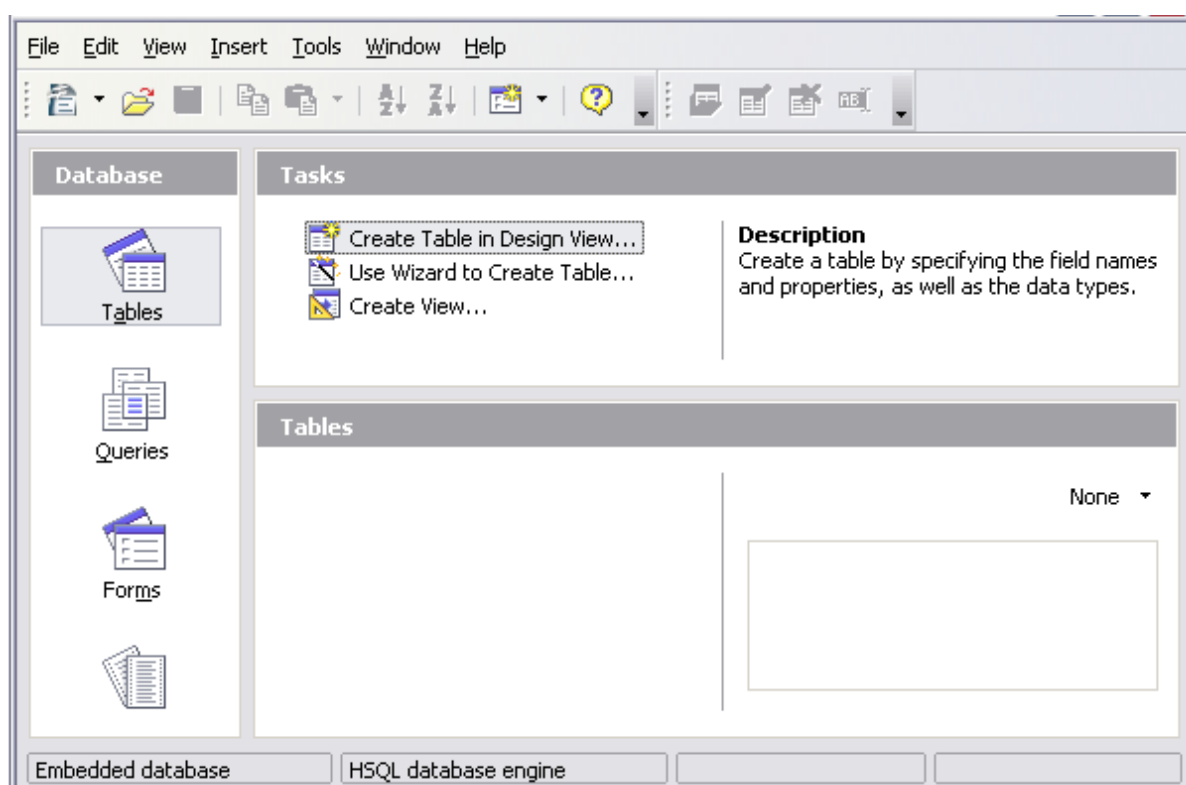 File Edit View Insert Tools Window Help
Database
Tables
Queries
Forms
Tasks
Create Table in Design View...
Use Wizard to Create Table...
Create View...
Description
Create a table by specifying the field names
and properties, as well as the data types.
Tables
None
Embedded database
HSQL database engine